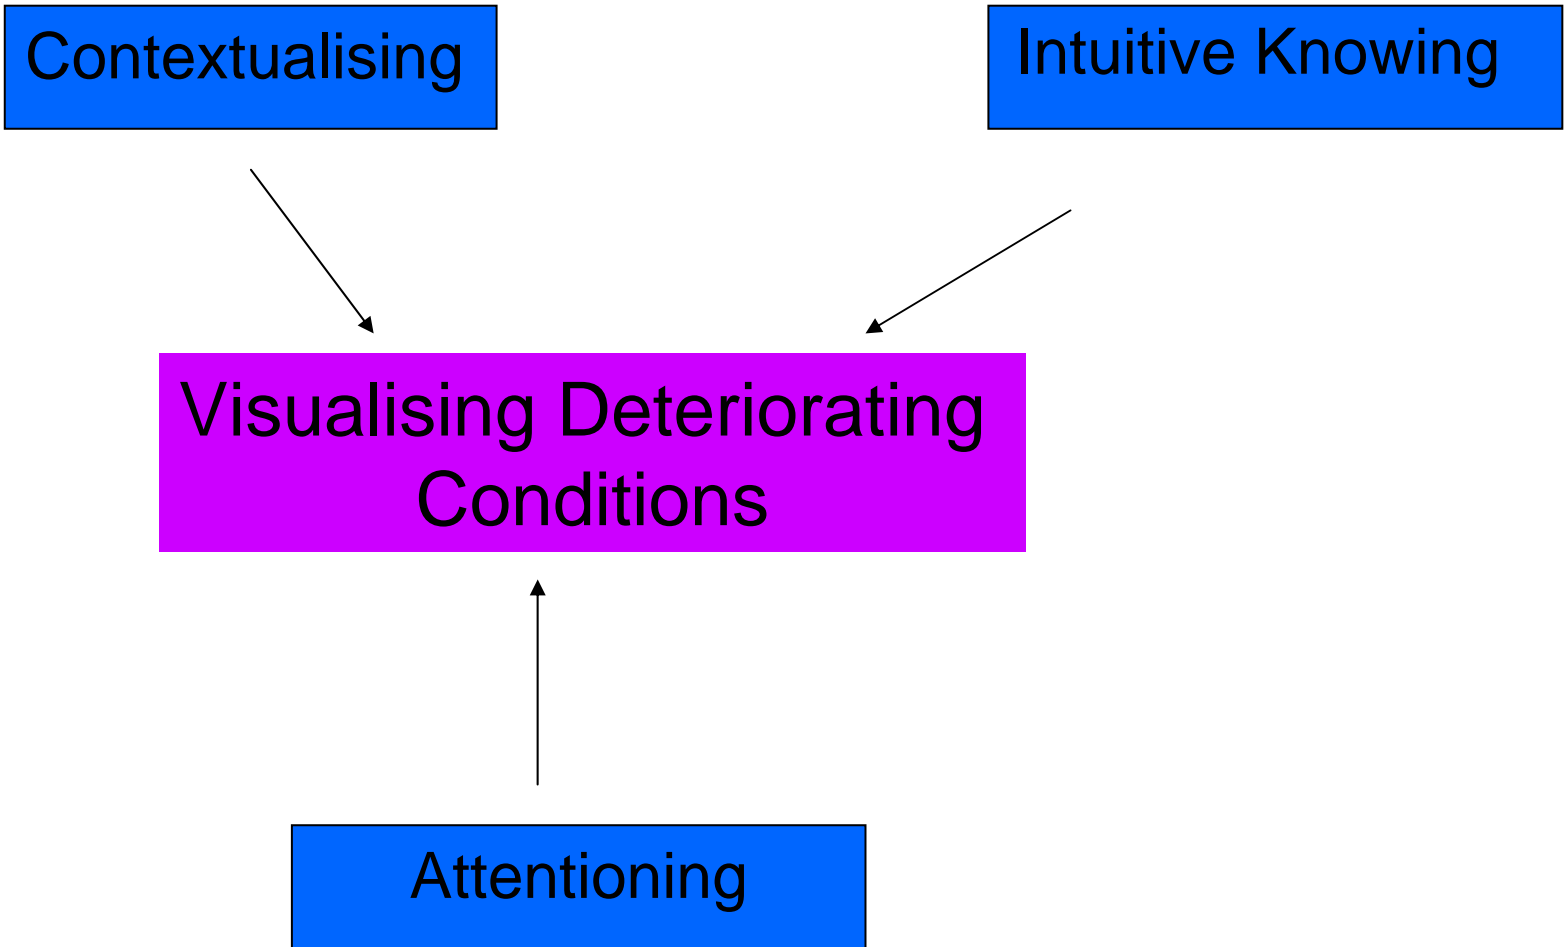 Contextualising
Intuitive Knowing
Visualising Deteriorating
Conditions
Attentioning